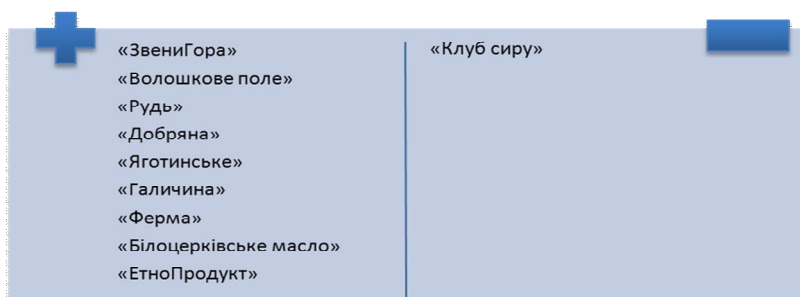 «ЗвениГора»
«Волошкове поле»
«Рудь»
«Добряна»
«Яготинське»
«Галичина»
«Ферма»
«Білоцерківське масло»
«ЕтноПродукт»
«Клуб сиру»